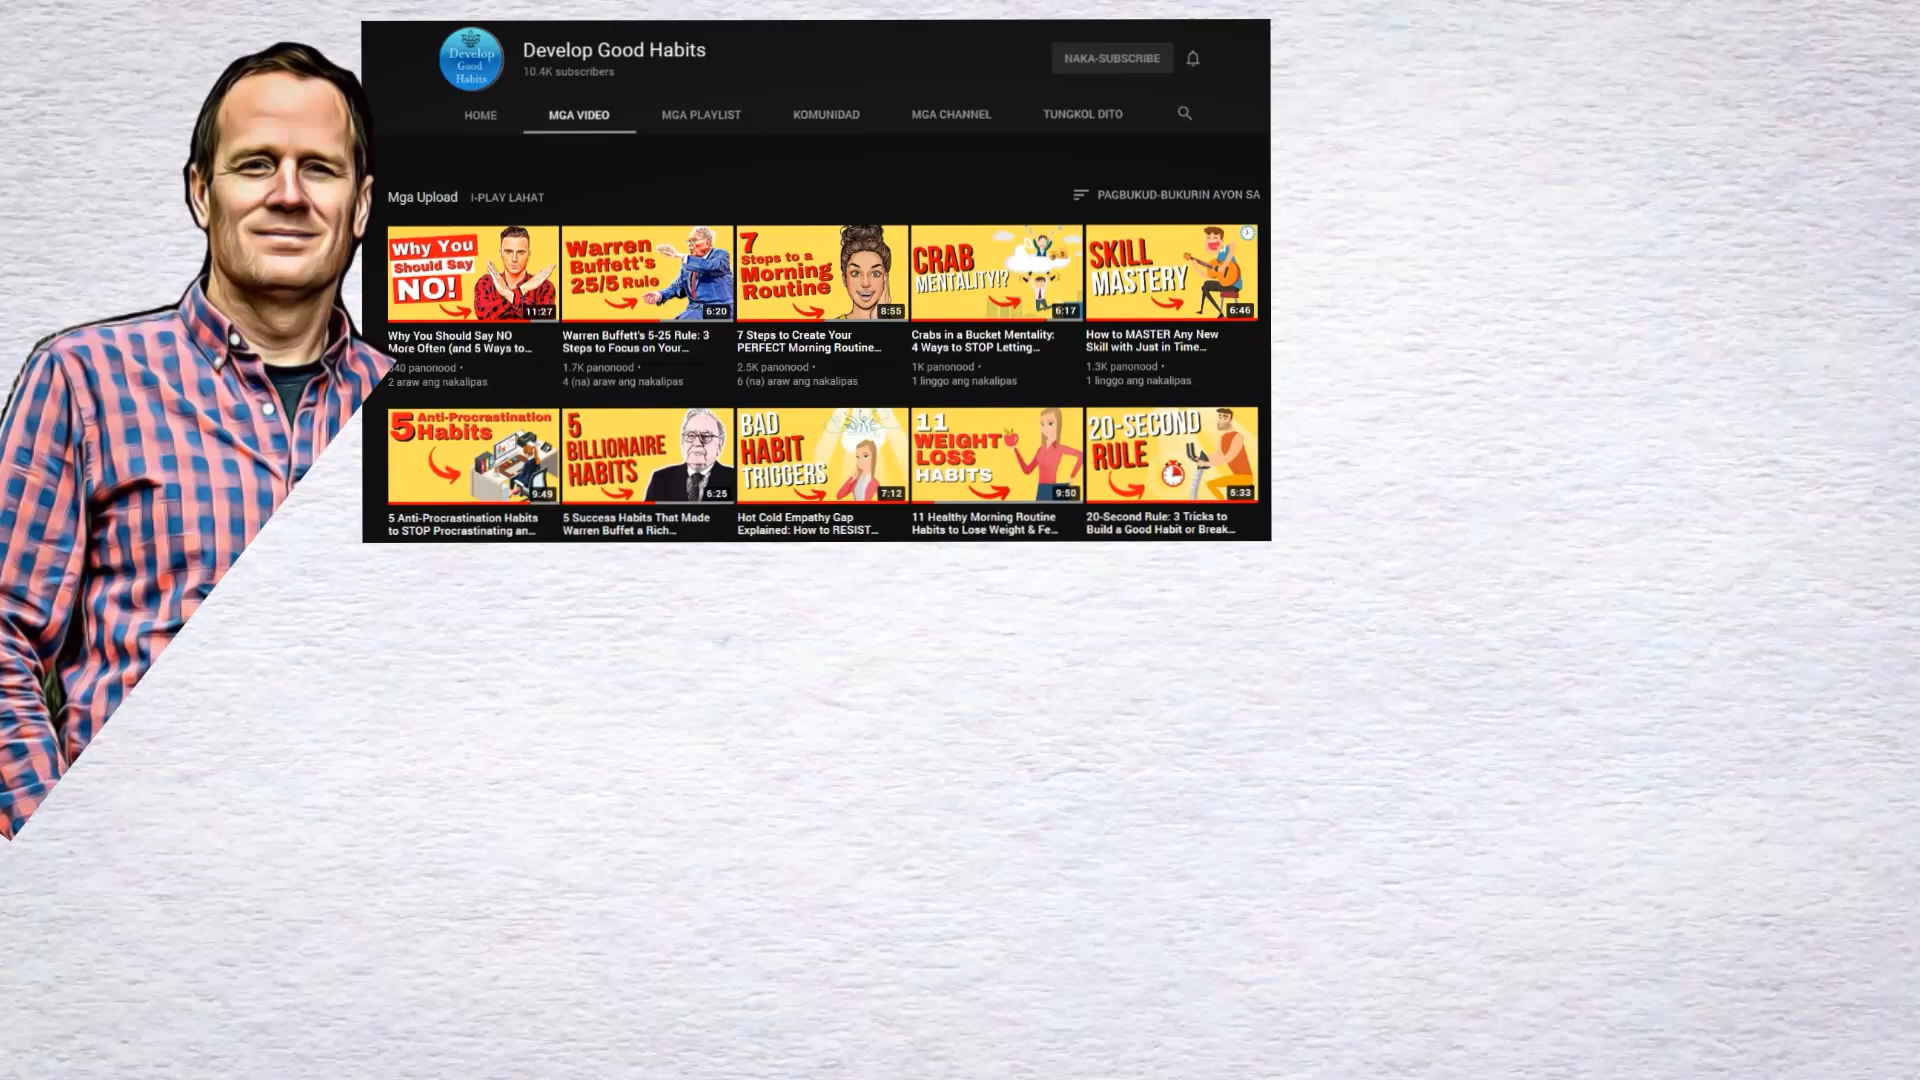 Develop
Good
Habits
Develop Good Habits
10.4K subscribers
NAKA-SUBSCRIBE
HOME
MGA VIDEO
MGA PLAYLIST
KOMUNIDAD
MGA CHANNEL
TUNGKOL DITO
Mga Upload
I-PLAY LAHAT
PAGBUKUD-BUKURIN AYON SA
Why You
Should Say
NO!
11:27
Why You Should Say NO
More Often (and 5 Ways to...
340 panonood •
2 araw ang nakalipas
Warren
Buffett's
25/5 Rule
6:20
Warren Buffett's 5-25 Rule: 3
Steps to Focus on Your...
1.7K panonood •
4 (na) araw ang nakalipas
7
Steps to a
Morning
Routine
8:55
7 Steps to Create Your
PERFECT Morning Routine...
2.5K panonood •
6 (na) araw ang nakalipas
CRAB
MENTALITY!?
6:17
Crabs in a Bucket Mentality:
4 Ways to STOP Letting...
1K panonood •
1 linggo ang nakalipas
SKILL
MASTERY
6:46
How to MASTER Any New
Skill with Just in Time...
1.3K panonood •
1 linggo ang nakalipas
5 Anti-Procrastination
Habits
9:49
5 Anti-Procrastination Habits
to STOP Procrastinating an...
5
BILLIONAIRE
HABITS
6:25
5 Success Habits That Made
Warren Buffet a Rich...
BAD
HABIT
TRIGGERS
7:12
Hot Cold Empathy Gap
Explained: How to RESIST...
11
WEIGHT
LOSS
HABITS
9:50
11 Healthy Morning Routine
Habits to Lose Weight & Fe...
20-SECOND
RULE
5:33
20-Second Rule: 3 Tricks to
Build a Good Habit or Break...